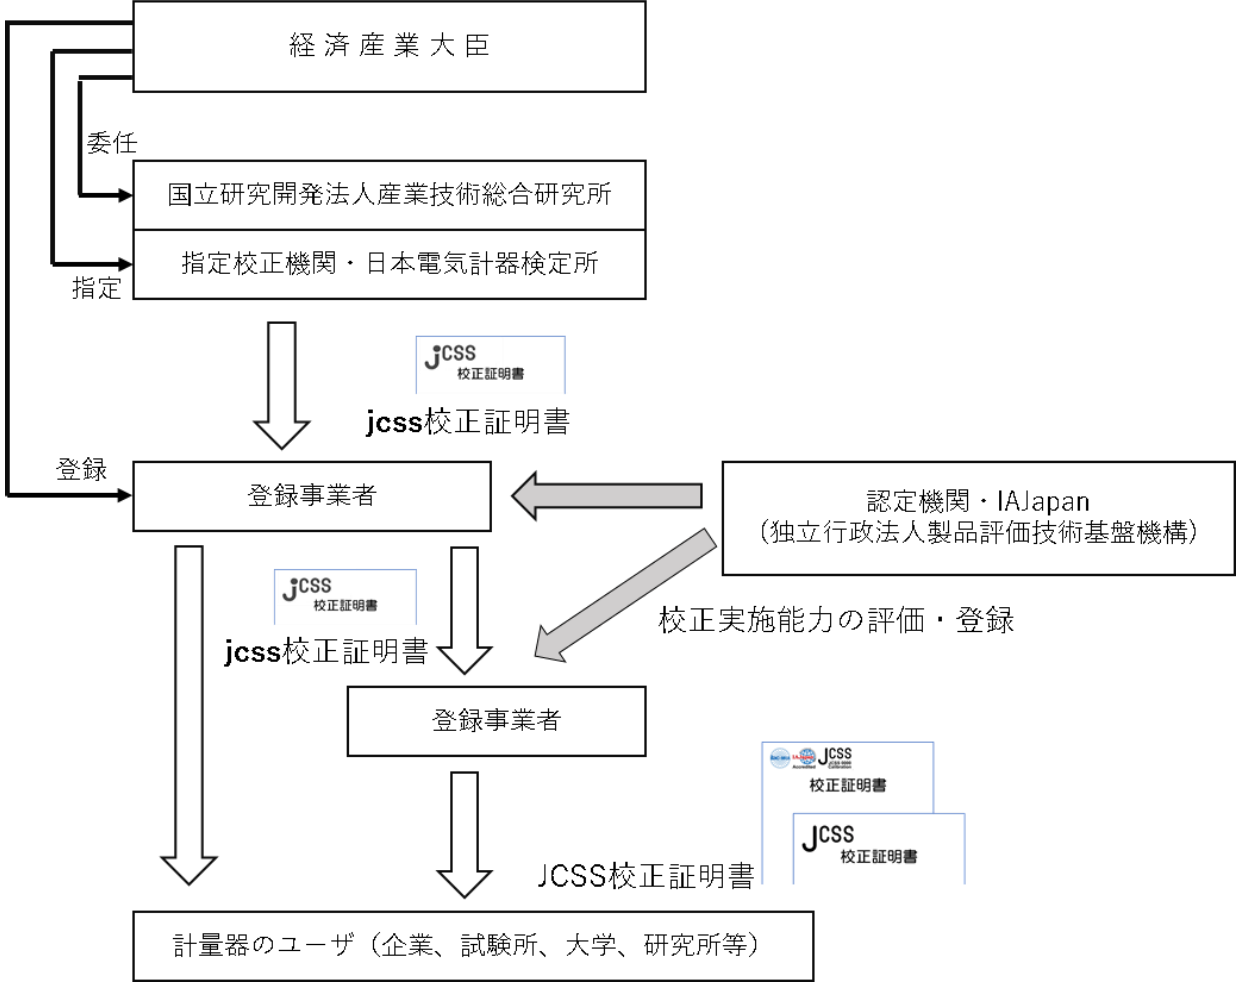 経済産業大臣
委任
国立研究開発法人産業技術総合研究所
指定校正機関・日本電気計器検定所
指定
jcss
校正証明書
jcss校正証明書
登録
登録事業者
認定機関・IAJapan
（独立行政法人製品評価技術基盤機構）
jcss
校正証明書
jcss校正証明書
校正実施能力の評価・登録
登録事業者
JCSS
校正証明書
JCSS
校正証明書
JCSS校正証明書
計量器のユーザ（企業、試験所、大学、研究所等）